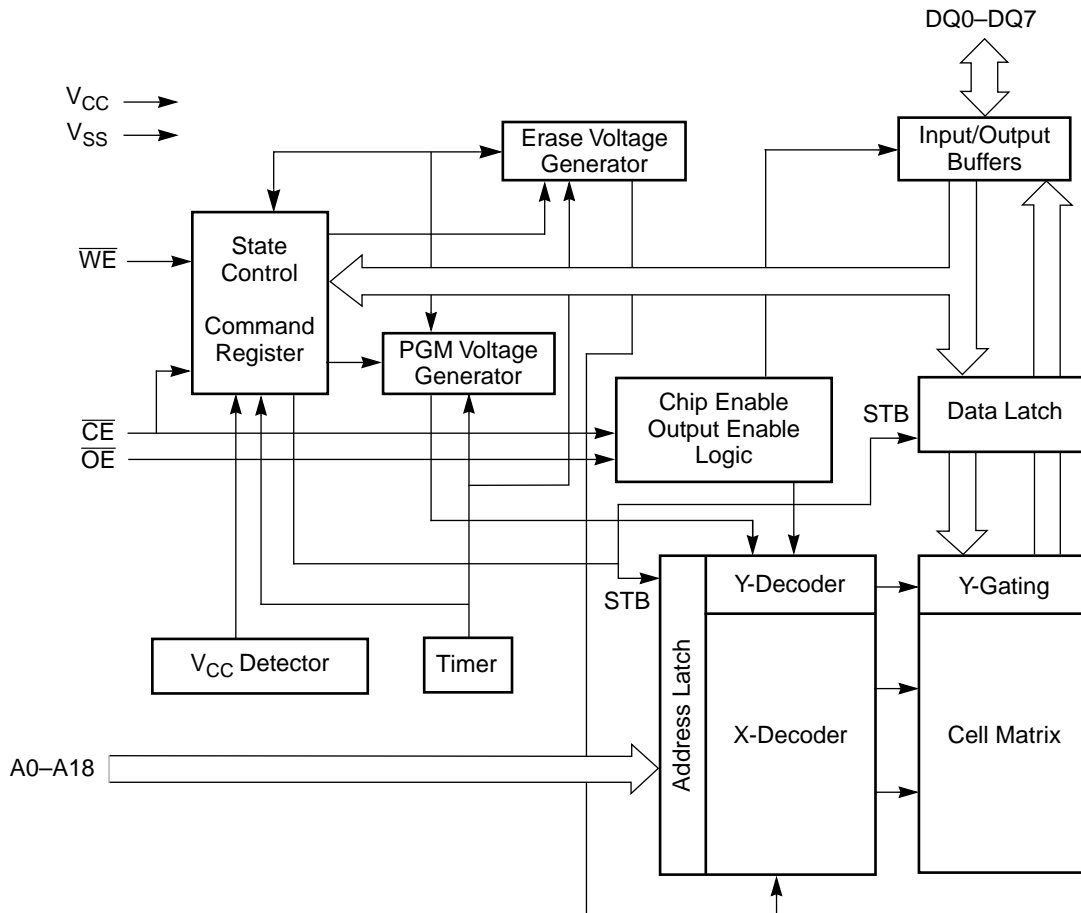 DQ0–DQ7
VCC
VSS
Erase Voltage
Generator
Input/Output
Buffers
WE
State
Control
Command
Register
PGM Voltage
Generator
CE
OE
Chip Enable
Output Enable
Logic
STB
Data Latch
STB
Y-Decoder
Y-Gating
VCC Detector
Timer
Address Latch
X-Decoder
Cell Matrix
A0–A18